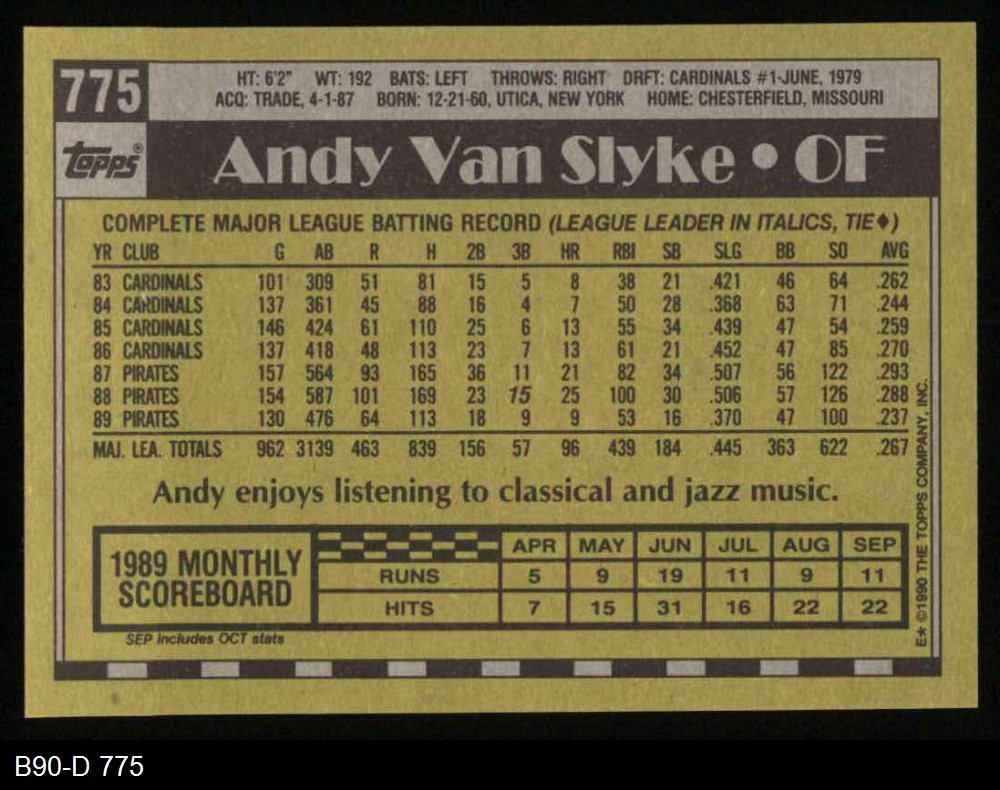 775
HT: 6'2" WT: 192 BATS: LEFT THROWS: RIGHT DRFT: CARDINALS #1-JUNE, 1979
ACQ: TRADE, 4-1-87 BORN: 12-21-60, UTICA, NEW YORK HOME: CHESTERFIELD, MISSOURI
Topps®
Andy Van Slyke • OF
COMPLETE MAJOR LEAGUE BATTING RECORD (LEAGUE LEADER IN ITALICS, TIE♦)
YR CLUB G AB R H 2B 3B HR RBI SB SLG BB SO AVG
83 CARDINALS 101 309 51 81 15 5 8 38 21 .421 46 64 .262
84 CARDINALS 137 361 45 88 16 4 7 50 28 .368 63 71 .244
85 CARDINALS 146 424 61 110 25 6 13 55 34 .439 47 54 .259
86 CARDINALS 137 418 48 113 23 7 13 61 21 .452 47 85 .270
87 PIRATES 157 564 93 165 36 11 21 82 34 .507 56 122 .293
88 PIRATES 154 587 101 169 23 15 25 100 30 .506 57 126 .288
89 PIRATES 130 476 64 113 18 9 9 53 16 .370 47 100 .237
MAJ. LEA. TOTALS 962 3139 463 839 156 57 96 439 184 .445 363 622 .267
Andy enjoys listening to classical and jazz music.
1989 MONTHLY
SCOREBOARD
APR MAY JUN JUL AUG SEP
RUNS 5 9 19 11 9 11
HITS 7 15 31 16 22 22
SEP includes OCT stats
E★ ©1990 THE TOPPS COMPANY, INC.
B90-D 775